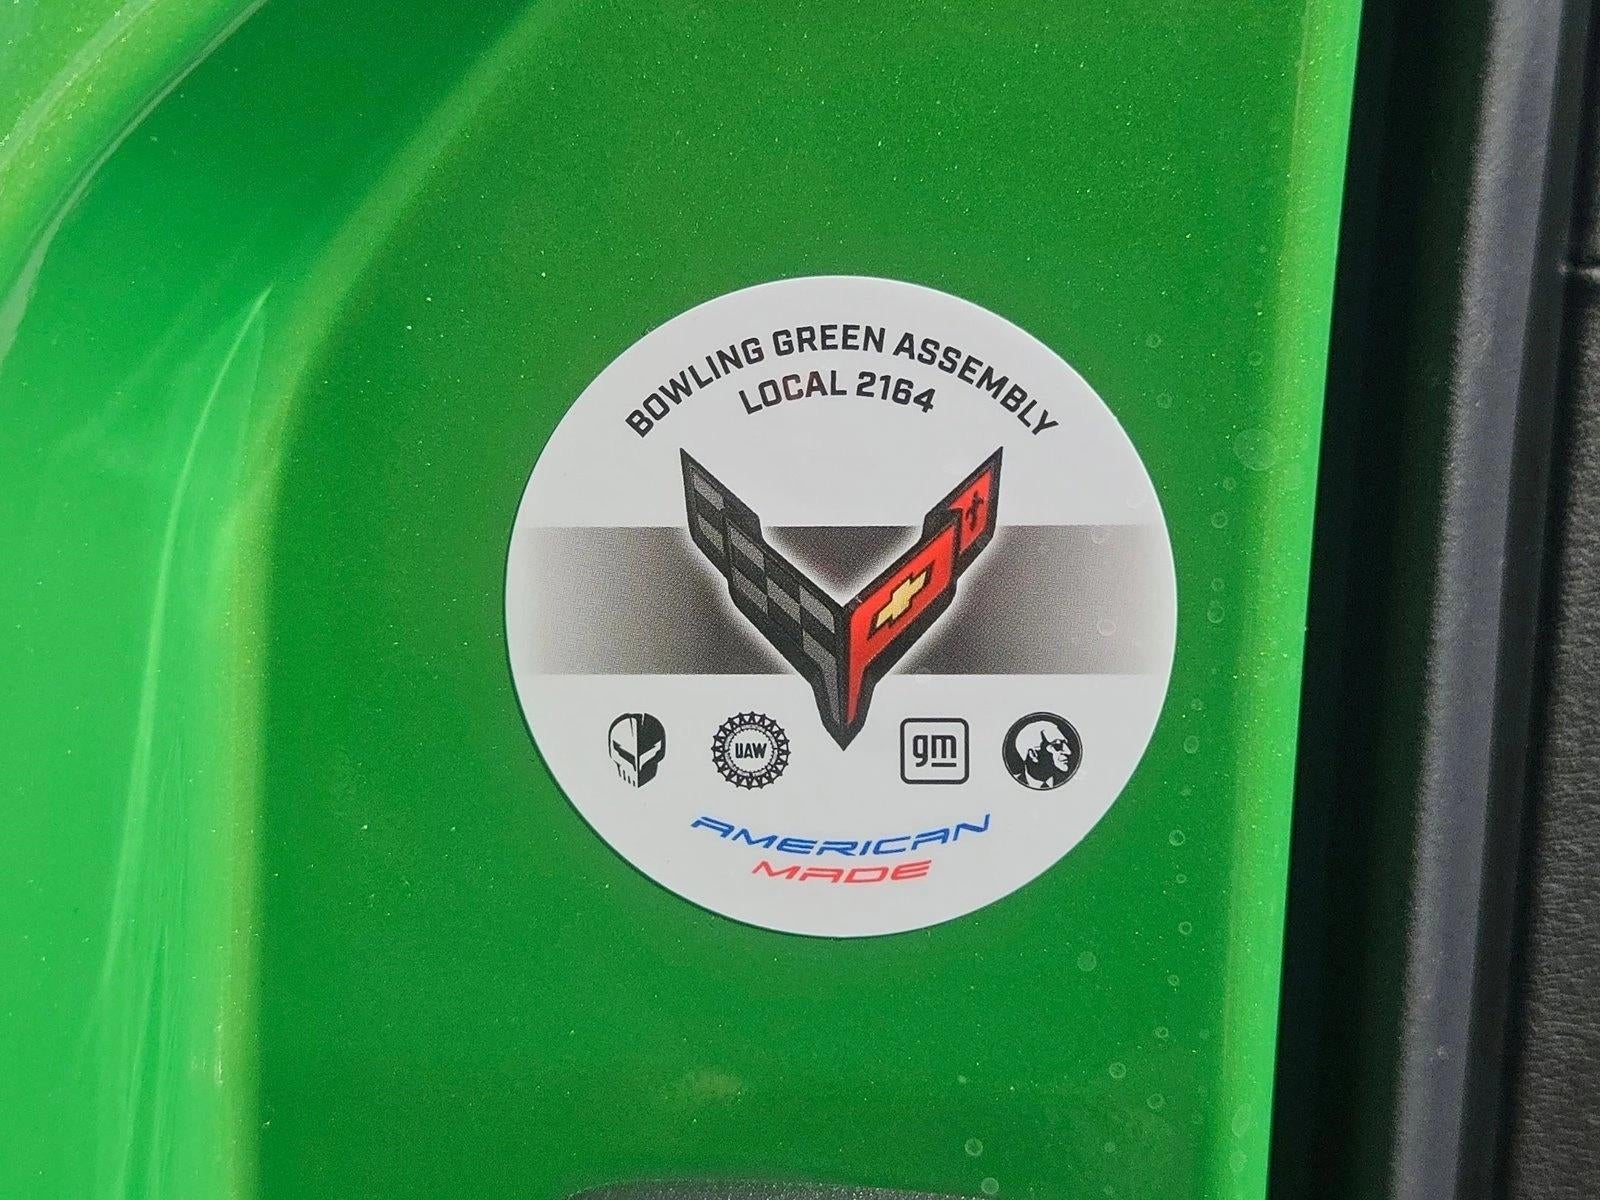 BOWLING GREEN ASSEMBLY
LOCAL 2164
UAW
gm
AMERICAN
MADE